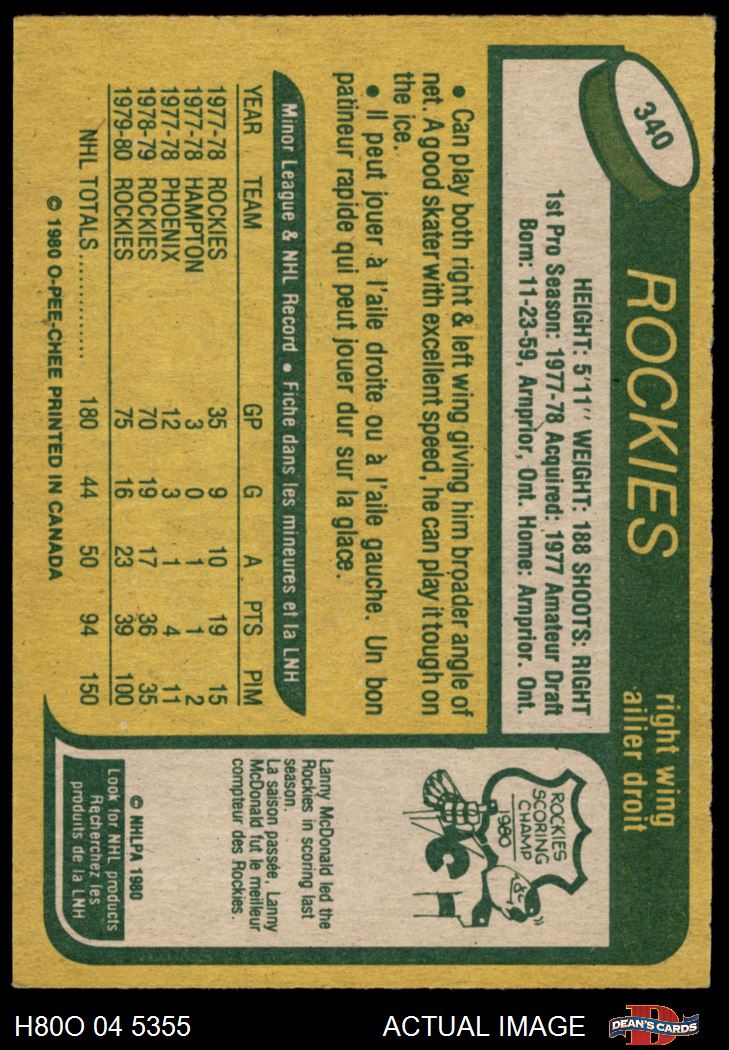 340
ROCKIES
right wing
ailier droit
HEIGHT: 5'11" WEIGHT: 188 SHOOTS: RIGHT
1st Pro Season: 1977-78 Acquired: 1977 Amateur Draft
Born: 11-23-59, Arnprior, Ont. Home: Arnprior. Ont.
• Can play both right & left wing giving him broader angle of
net. A good skater with excellent speed, he can play it tough on
the ice.
• Il peut jouer à l'aile droite ou à l'aile gauche. Un bon
patineur rapide qui peut jouer dur sur la glace.
Minor League & NHL Record • Fiche dans les mineures et la LNH
YEAR TEAM GP G A PTS PIM
1977-78 ROCKIES 35 9 10 19 15
1977-78 HAMPTON 3 0 1 1 2
1977-78 PHOENIX 12 3 1 4 11
1978-79 ROCKIES 70 19 17 36 35
1979-80 ROCKIES 75 16 23 39 100
NHL TOTALS............. 180 44 50 94 150
© 1980 O-PEE-CHEE PRINTED IN CANADA
ROCKIES
SCORING
CHAMP
1980
C
Lanny McDonald led the
Rockies in scoring last
season.
La saison passée, Lanny
McDonald fut le meilleur
compteur des Rockies.
© NHLPA 1980
Look for NHL products
Recherchez les
produits de la LNH
H80O 04 5355
ACTUAL IMAGE
DEAN'S CARDS